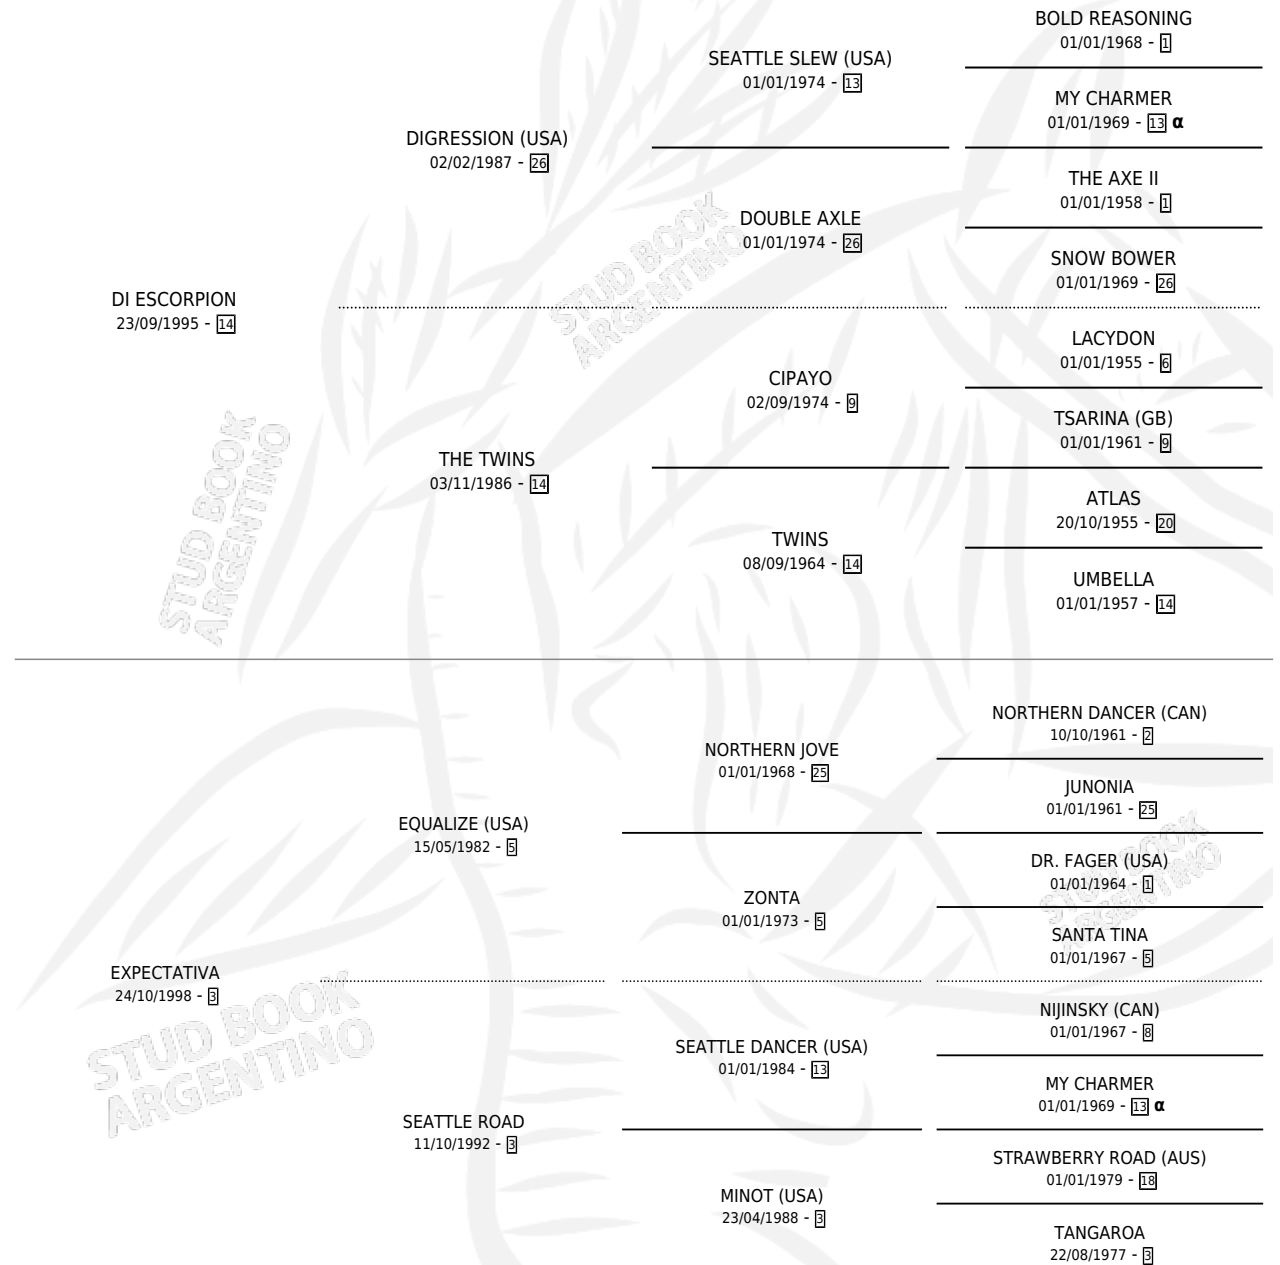 BOLD REASONING
01/01/1968 - 1
SEATTLE SLEW (USA)
01/01/1974 - 13
MY CHARMER
01/01/1969 - 13 α
DIGRESSION (USA)
02/02/1987 - 26
THE AXE II
01/01/1958 - 1
DOUBLE AXLE
01/01/1974 - 26
SNOW BOWER
01/01/1969 - 26
DI ESCORPION
23/09/1995 - 14
LACYDON
01/01/1955 - 6
CIPAYO
02/09/1974 - 9
TSARINA (GB)
01/01/1961 - 9
THE TWINS
03/11/1986 - 14
ATLAS
20/10/1955 - 20
TWINS
08/09/1964 - 14
UMBELLA
01/01/1957 - 14
NORTHERN DANCER (CAN)
10/10/1961 - 2
NORTHERN JOVE
01/01/1968 - 25
JUNONIA
01/01/1961 - 25
EQUALIZE (USA)
15/05/1982 - 5
DR. FAGER (USA)
01/01/1964 - 1
ZONTA
01/01/1973 - 5
SANTA TINA
01/01/1967 - 5
EXPECTATIVA
24/10/1998 - 3
NIJINSKY (CAN)
01/01/1967 - 8
SEATTLE DANCER (USA)
01/01/1984 - 13
MY CHARMER
01/01/1969 - 13 α
SEATTLE ROAD
11/10/1992 - 3
STRAWBERRY ROAD (AUS)
01/01/1979 - 18
MINOT (USA)
23/04/1988 - 3
TANGAROA
22/08/1977 - 3
STUD BOOK
ARGENTINO
STUD BOOK
ARGENTINO
STUD BOOK
ARGENTINO
STUD BOOK
ARGENTINO